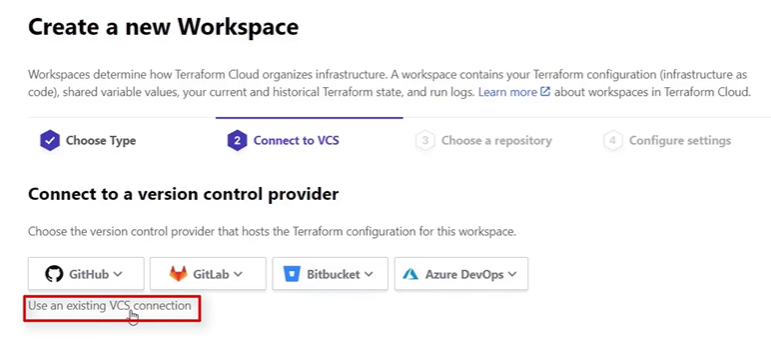 Create a new Workspace
Workspaces determine how Terraform Cloud organizes infrastructure. A workspace contains your Terraform configuration (infrastructure as
code), shared variable values, your current and historical Terraform state, and run logs. Learn more about workspaces in Terraform Cloud.
Choose Type 2 Connect to VCS 3 Choose a repository 4 Configure settings
Connect to a version control provider
Choose the version control provider that hosts the Terraform configuration for this workspace.
GitHub GitLab Bitbucket Azure DevOps
Use an existing VCS connection